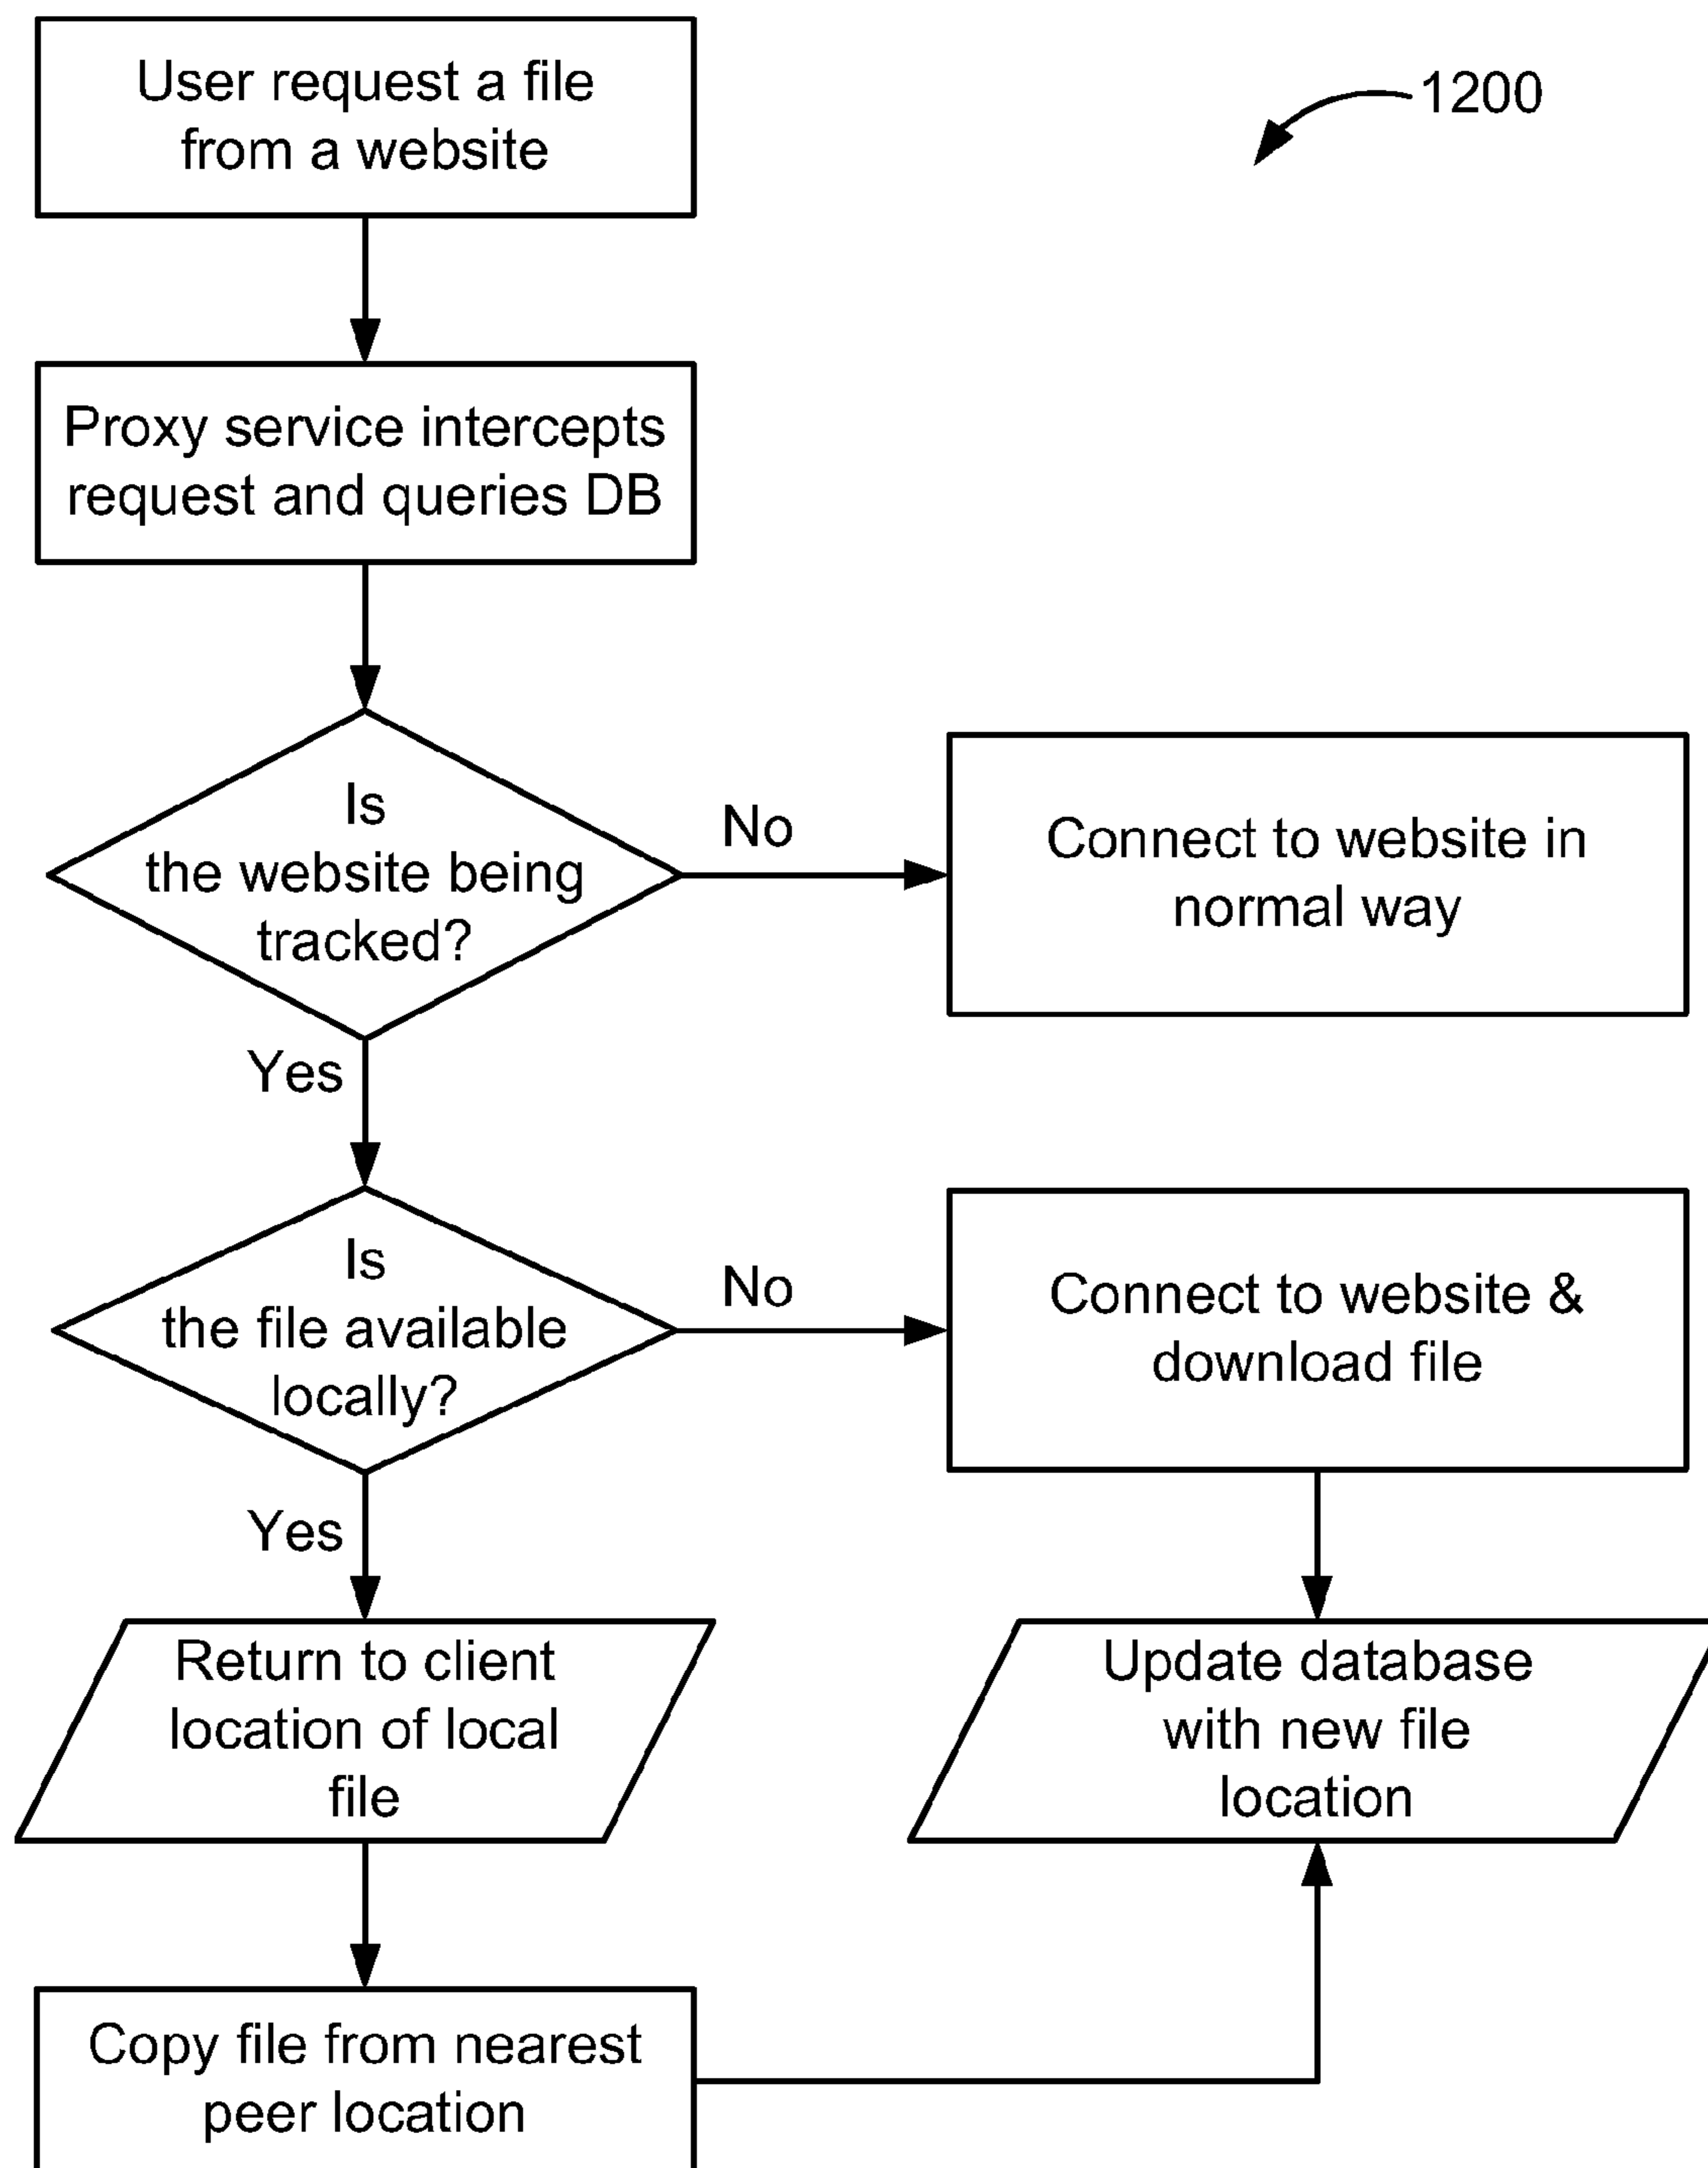 User request a file
from a website
1200
Proxy service intercepts
request and queries DB
Is
the website being
tracked?
No
Connect to website in
normal way
Yes
Is
the file available
locally?
No
Connect to website &
download file
Yes
Return to client
location of local
file
Update database
with new file
location
Copy file from nearest
peer location